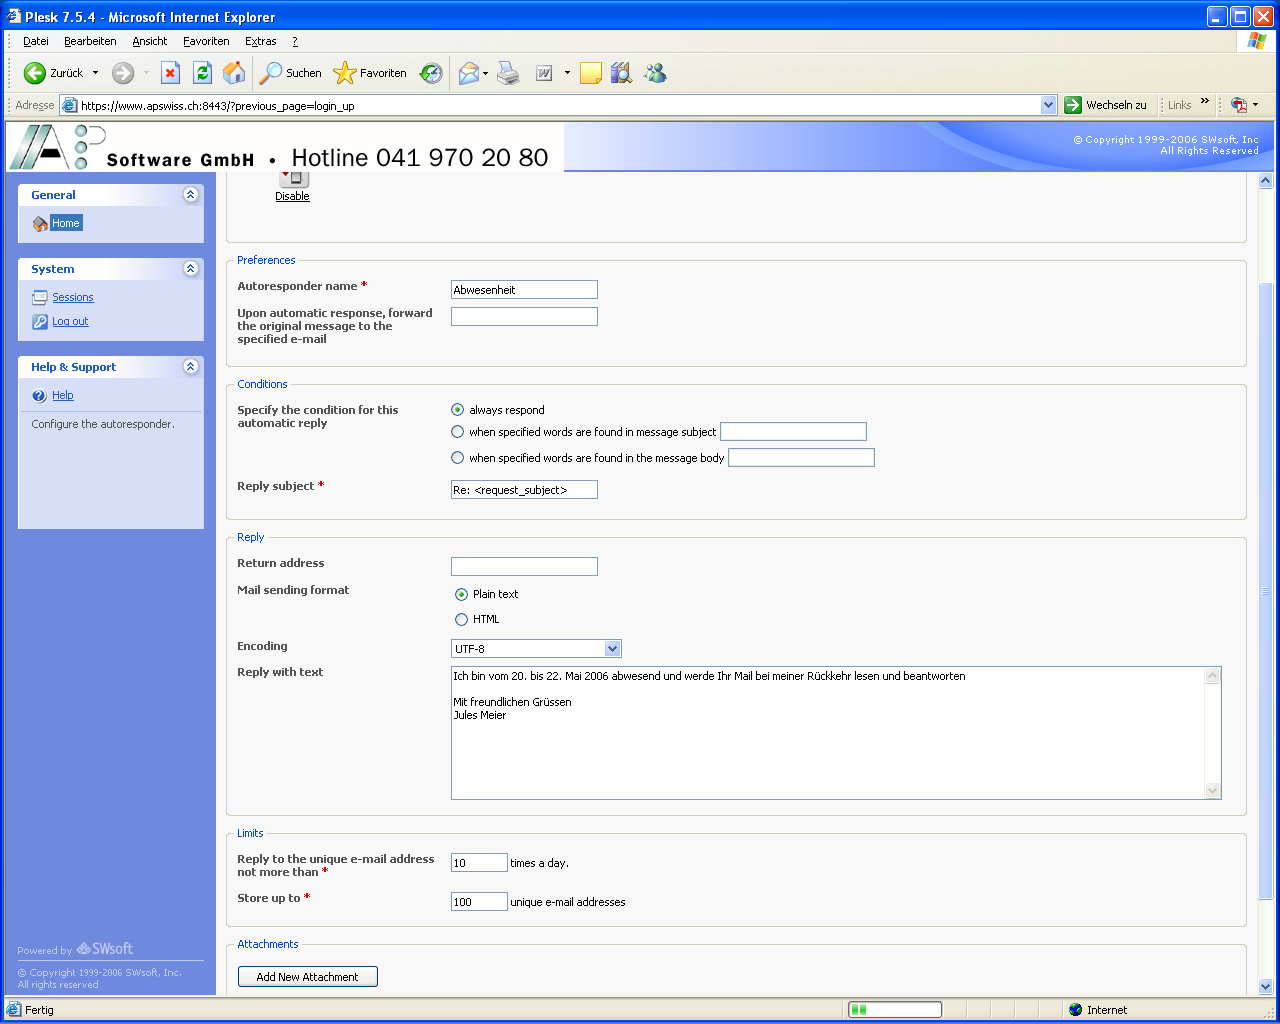 Plesk 7.5.4 - Microsoft Internet Explorer
Datei Bearbeiten Ansicht Favoriten Extras ?
Zurück Suchen Favoriten
Adresse https://www.apswiss.ch:8443/?previous_page=login_up Wechseln zu Links »
AP Software GmbH • Hotline 041 970 20 80
© Copyright 1999-2006 SWsoft, Inc
All Rights Reserved
General
Home
System
Sessions
Log out
Help & Support
Help
Configure the autoresponder.
Powered by SWsoft
© Copyright 1999-2006 SWsoft, Inc.
All rights reserved
Disable
Preferences
Autoresponder name * Abwesenheit
Upon automatic response, forward
the original message to the
specified e-mail
Conditions
Specify the condition for this
automatic reply
always respond
when specified words are found in message subject
when specified words are found in the message body
Reply subject * Re: <request_subject>
Reply
Return address
Mail sending format
Plain text
HTML
Encoding UTF-8
Reply with text
Ich bin vom 20. bis 22. Mai 2006 abwesend und werde Ihr Mail bei meiner Rückkehr lesen und beantworten
Mit freundlichen Grüssen
Jules Meier
Limits
Reply to the unique e-mail address
not more than * 10 times a day.
Store up to * 100 unique e-mail addresses
Attachments
Add New Attachment
Fertig Internet